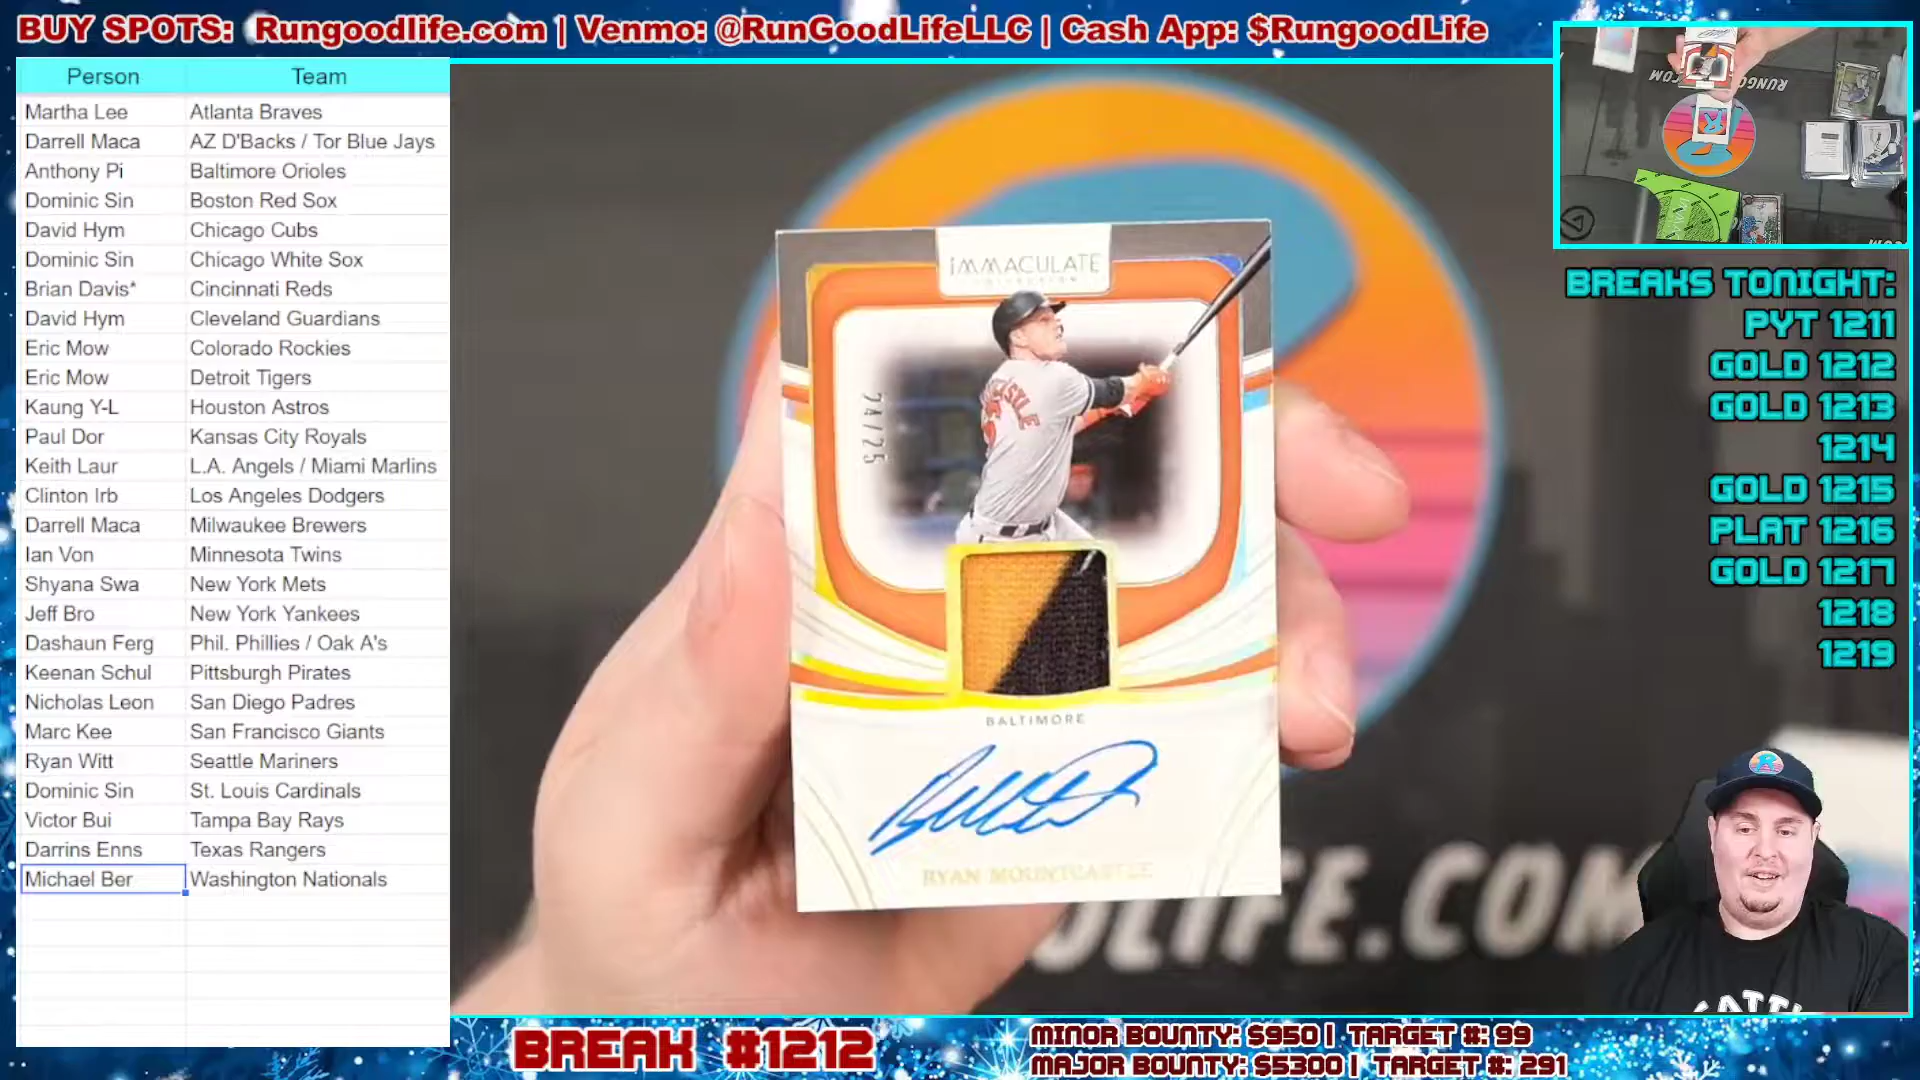 BUY SPOTS: Rungoodlife.com | Venmo: @RunGoodLifeLLC | Cash App: $RungoodLife
Person Team
Martha Lee Atlanta Braves
Darrell Maca AZ D'Backs / Tor Blue Jays
Anthony Pi Baltimore Orioles
Dominic Sin Boston Red Sox
David Hym Chicago Cubs
Dominic Sin Chicago White Sox
Brian Davis* Cincinnati Reds
David Hym Cleveland Guardians
Eric Mow Colorado Rockies
Eric Mow Detroit Tigers
Kaung Y-L Houston Astros
Paul Dor Kansas City Royals
Keith Laur L.A. Angels / Miami Marlins
Clinton Irb Los Angeles Dodgers
Darrell Maca Milwaukee Brewers
Ian Von Minnesota Twins
Shyana Swa New York Mets
Jeff Bro New York Yankees
Dashaun Ferg Phil. Phillies / Oak A's
Keenan Schul Pittsburgh Pirates
Nicholas Leon San Diego Padres
Marc Kee San Francisco Giants
Ryan Witt Seattle Mariners
Dominic Sin St. Louis Cardinals
Victor Bui Tampa Bay Rays
Darrins Enns Texas Rangers
Michael Ber Washington Nationals
IMMACULATE
COLLECTION
24/25
BALTIMORE
RYAN MOUNTCASTLE
DLIFE.COM
BREAKS TONIGHT:
PYT 1211
GOLD 1212
GOLD 1213
1214
GOLD 1215
PLAT 1216
GOLD 1217
1218
1219
BREAK #1212
MINOR BOUNTY: $950 | TARGET #: 99
MAJOR BOUNTY: $5300 | TARGET #: 291